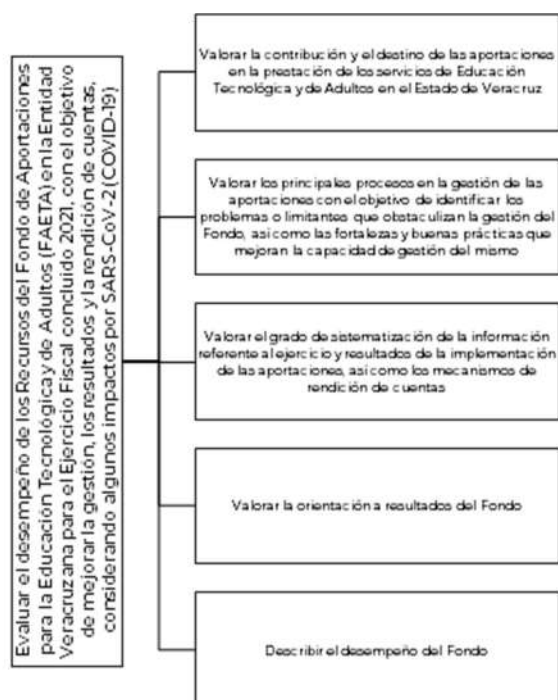 Evaluar el desempeño de los Recursos del Fondo de Aportaciones
para la Educación Tecnológica y de Adultos (FAETA) en la Entidad
Veracruzana para el Ejercicio Fiscal concluido 2021, con el objetivo
de mejorar la gestión, los resultados y la rendición de cuentas,
considerando algunos impactos por SARS-CoV-2 (COVID-19)
Valorar la contribución y el destino de las aportaciones
en la prestación de los servicios de Educación
Tecnológica y de Adultos en el Estado de Veracruz
Valorar los principales procesos en la gestión de las
aportaciones con el objetivo de identificar los
problemas o limitantes que obstaculizan la gestión del
Fondo, así como las fortalezas y buenas prácticas que
mejoran la capacidad de gestión del mismo
Valorar el grado de sistematización de la información
referente al ejercicio y resultados de la implementación
de las aportaciones, así como los mecanismos de
rendición de cuentas
Valorar la orientación a resultados del Fondo
Describir el desempeño del Fondo